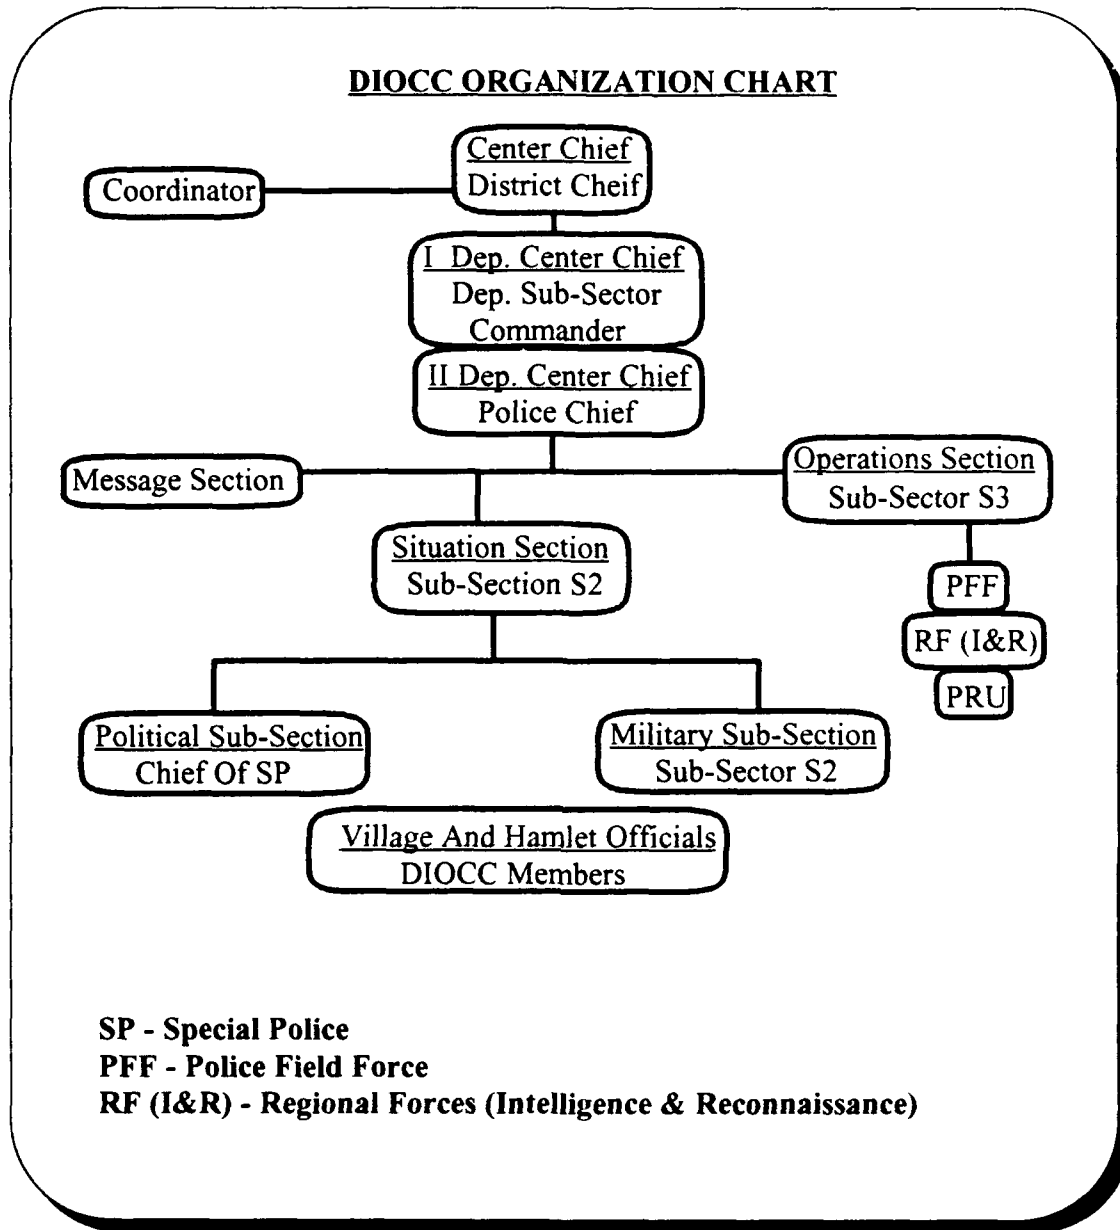 DIOCC ORGANIZATION CHART
Center Chief
District Cheif
Coordinator
I Dep. Center Chief
Dep. Sub-Sector
Commander
II Dep. Center Chief
Police Chief
Message Section
Operations Section
Sub-Sector S3
Situation Section
Sub-Section S2
PFF
RF (I&R)
PRU
Political Sub-Section
Chief Of SP
Military Sub-Section
Sub-Sector S2
Village And Hamlet Officials
DIOCC Members
SP - Special Police
PFF - Police Field Force
RF (I&R) - Regional Forces (Intelligence & Reconnaissance)